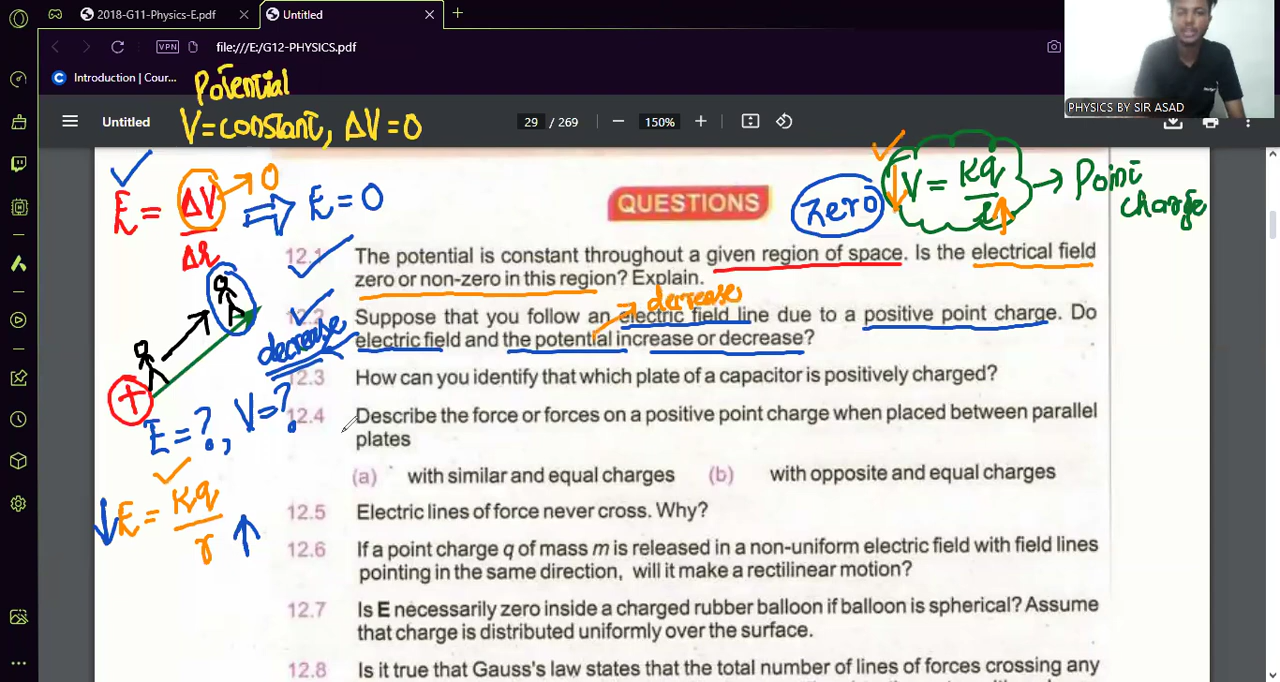 2018-G11-Physics-E.pdf
Untitled
VPN
file:///E:/G12-PHYSICS.pdf
Introduction | Cour...
Untitled
29 / 269
150%
PHYSICS BY SIR ASAD
Potential
V=constant, ΔV=0
E = ΔV/Δr → 0 ⇒ E=0
Zero
V = Kq/r → Point charge
QUESTIONS
12.1 The potential is constant throughout a given region of space. Is the electrical field
zero or non-zero in this region? Explain.
decrease
12.2 Suppose that you follow an electric field line due to a positive point charge. Do
electric field and the potential increase or decrease?
decrease
12.3 How can you identify that which plate of a capacitor is positively charged?
+
E=?, V=?
12.4 Describe the force or forces on a positive point charge when placed between parallel
plates
(a) with similar and equal charges (b) with opposite and equal charges
↓E = Kq/r ↑
12.5 Electric lines of force never cross. Why?
12.6 If a point charge q of mass m is released in a non-uniform electric field with field lines
pointing in the same direction, will it make a rectilinear motion?
12.7 Is E necessarily zero inside a charged rubber balloon if balloon is spherical? Assume
that charge is distributed uniformly over the surface.
12.8 Is it true that Gauss's law states that the total number of lines of forces crossing any